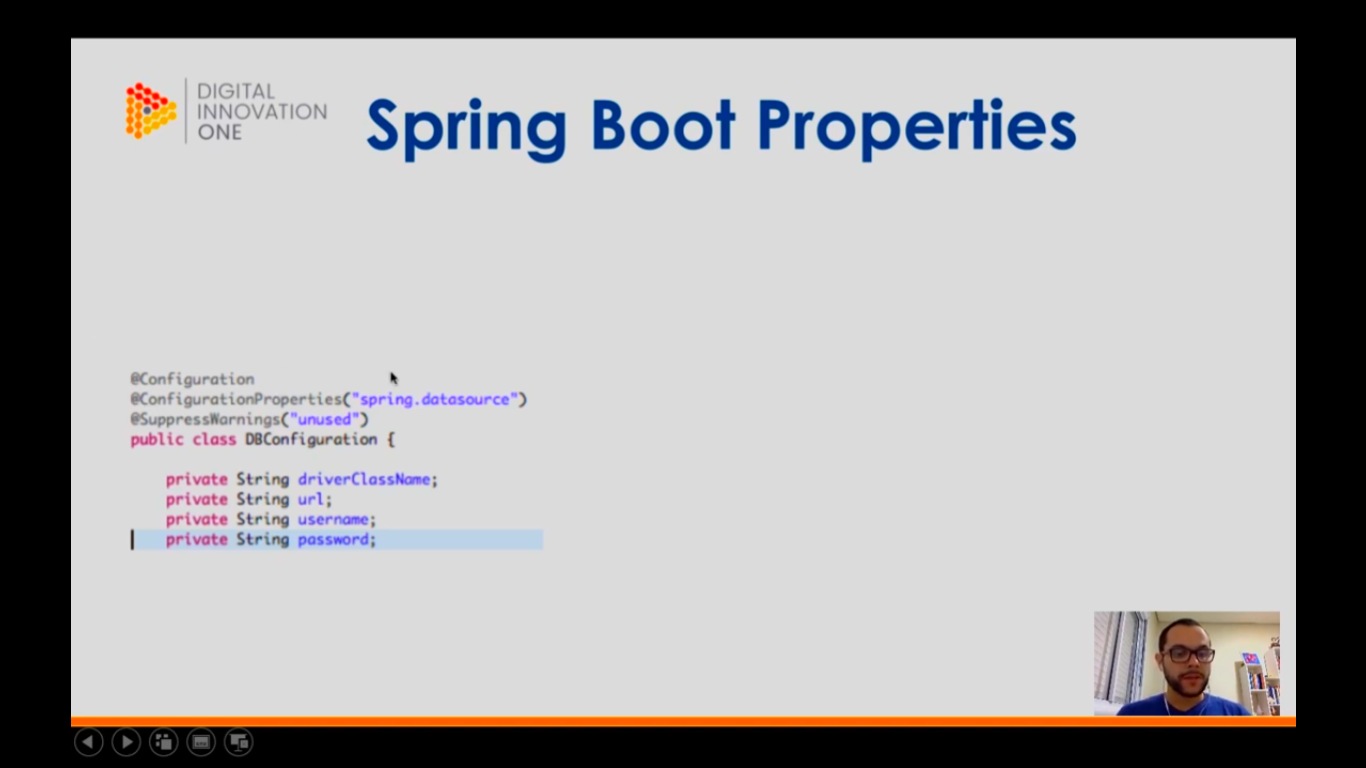 DIGITAL
INNOVATION
ONE
Spring Boot Properties
@Configuration
@ConfigurationProperties("spring.datasource")
@SuppressWarnings("unused")
public class DBConfiguration {
private String driverClassName;
private String url;
private String username;
private String password;